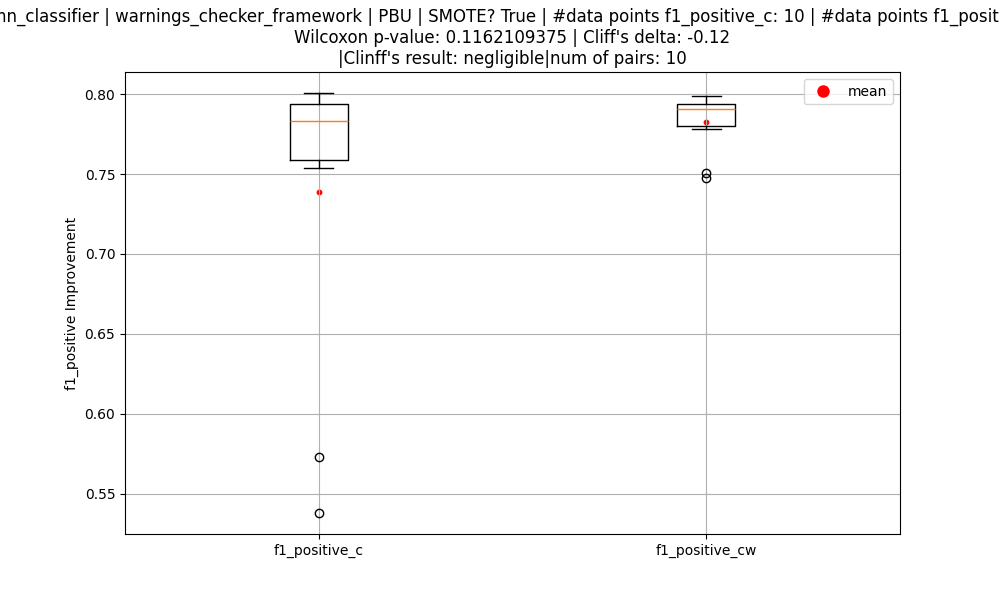 _classifier | warnings_checker_framework | PBU | SMOTE? True | #data points f1_positive_c: 10 | #data points
Wilcoxon p-value: 0.1162109375 | Cliff's delta: -0.12
|Clinff's result: negligible|num of pairs: 10
mean
0.80
0.75
0.70
0.65
0.60
0.55
f1_positive Improvement
f1_positive_c
f1_positive_cw